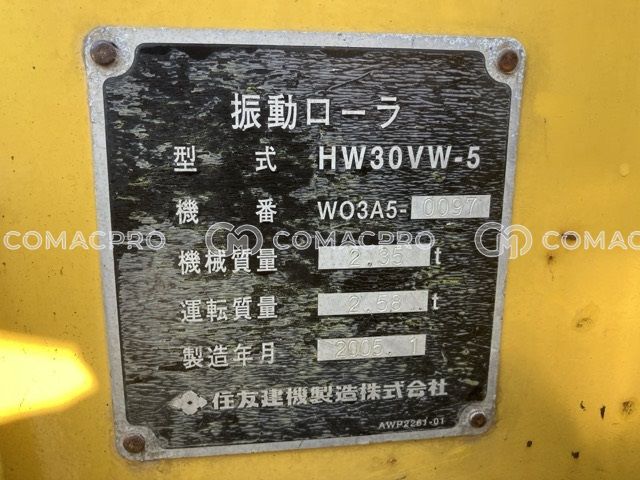 振動ローラ
型式 HW30VW-5
機番 WO3A5-0097
COMACPRO COMACPRO COMACPRO
機械質量 2.35 t
運転質量 2.58 t
製造年月 2005. 1
住友建機製造株式会社
AWP2261-01